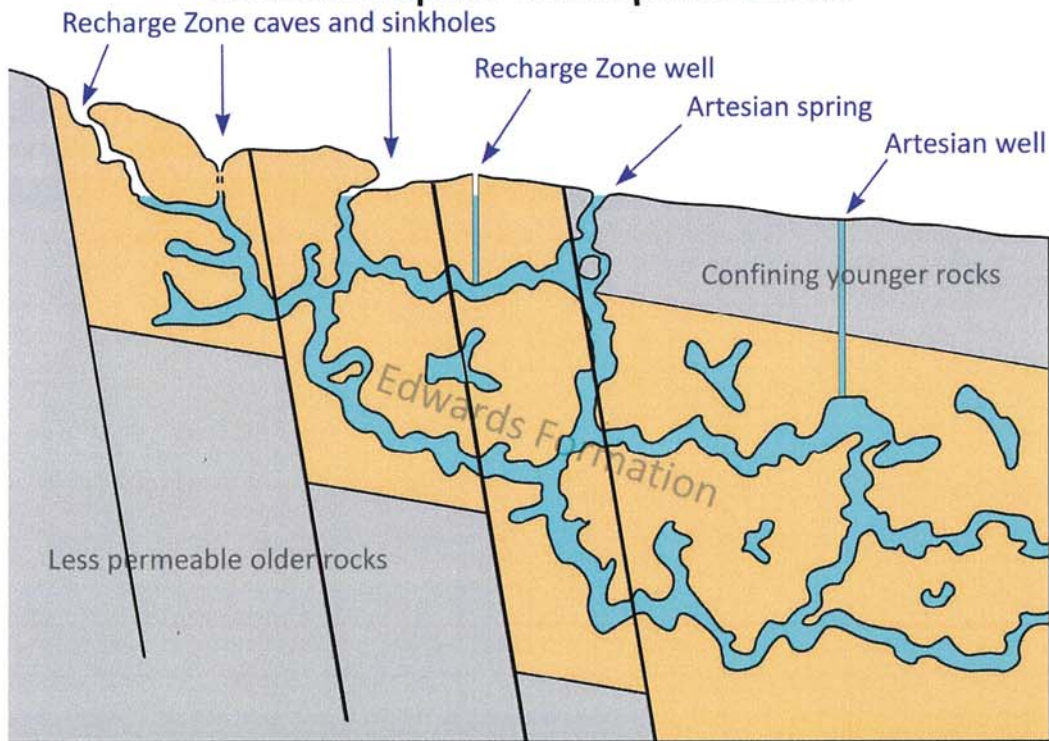 Recharge Zone caves and sinkholes
Recharge Zone well
Artesian spring
Artesian well
Confining younger rocks
Edwards Formation
Less permeable older rocks